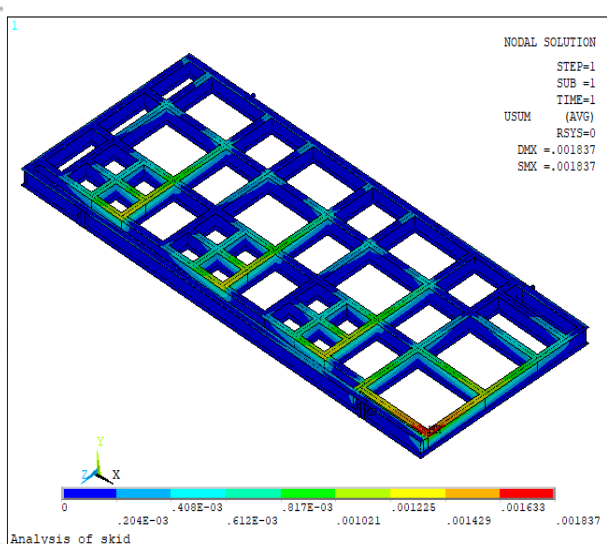 1
NODAL SOLUTION
STEP=1
SUB =1
TIME=1
USUM (AVG)
RSYS=0
DMX =.001837
SMX =.001837
Y
Z X
0 .408E-03 .817E-03 .001225 .001633
.204E-03 .612E-03 .001021 .001429 .001837
Analysis of skid